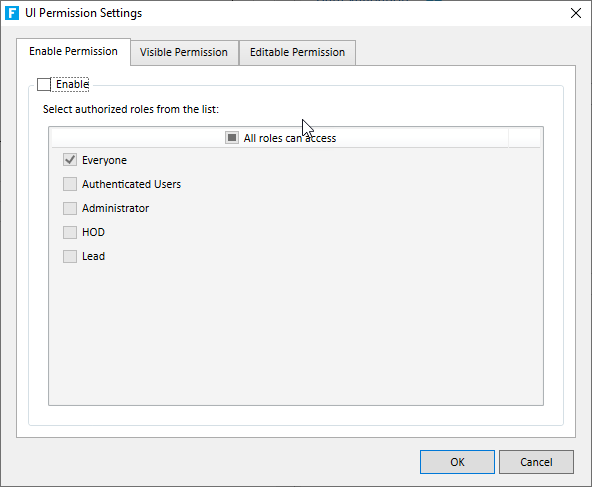 F UI Permission Settings
Enable Permission Visible Permission Editable Permission
Enable
Select authorized roles from the list:
All roles can access
Everyone
Authenticated Users
Administrator
HOD
Lead
OK Cancel